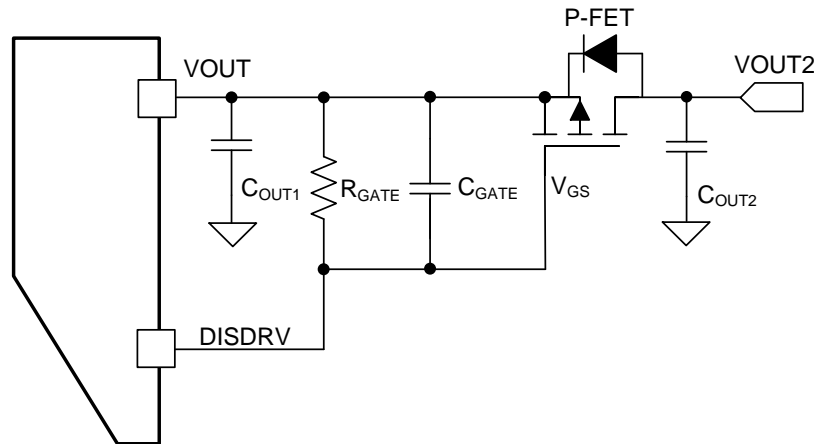 P-FET
VOUT
VOUT2
COUT1
RGATE
CGATE
VGS
COUT2
DISDRV